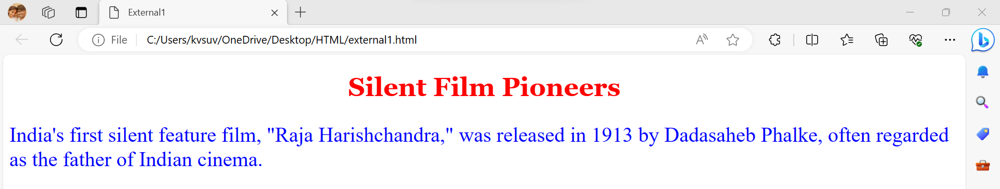 External1
File C:/Users/kvsuv/OneDrive/Desktop/HTML/external1.html
Silent Film Pioneers
India's first silent feature film, "Raja Harishchandra," was released in 1913 by Dadasaheb Phalke, often regarded
as the father of Indian cinema.